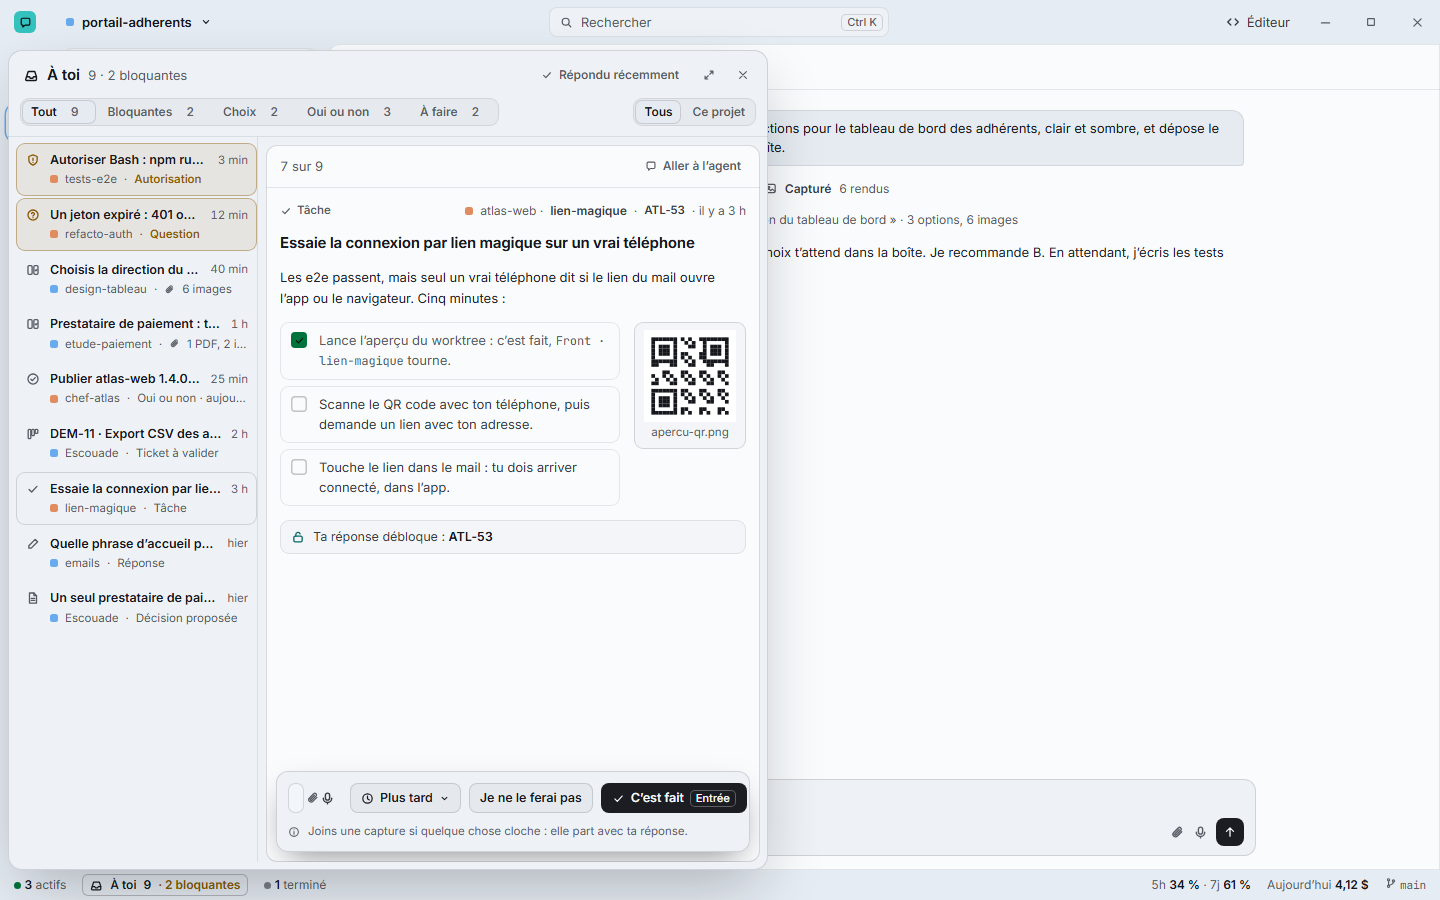 portail-adherents
Rechercher
Ctrl K
Éditeur
À toi 9 · 2 bloquantes
Répondu récemment
Tout 9
Bloquantes 2
Choix 2
Oui ou non 3
À faire 2
Tous
Ce projet
Autoriser Bash : npm ru... 3 min
tests-e2e · Autorisation
Un jeton expiré : 401 o... 12 min
refacto-auth · Question
Choisis la direction du ... 40 min
design-tableau · 6 images
Prestataire de paiement : t... 1 h
etude-paiement · 1 PDF, 2 i...
Publier atlas-web 1.4.0... 25 min
chef-atlas · Oui ou non · aujou...
DEM-11 · Export CSV des a... 2 h
Escouade · Ticket à valider
Essaie la connexion par lie... 3 h
lien-magique · Tâche
Quelle phrase d’accueil p... hier
emails · Réponse
Un seul prestataire de pai... hier
Escouade · Décision proposée
7 sur 9
Aller à l’agent
Tâche
atlas-web · lien-magique · ATL-53 · il y a 3 h
Essaie la connexion par lien magique sur un vrai téléphone
Les e2e passent, mais seul un vrai téléphone dit si le lien du mail ouvre
l’app ou le navigateur. Cinq minutes :
Lance l’aperçu du worktree : c’est fait, Front ·
lien-magique tourne.
Scanne le QR code avec ton téléphone, puis
demande un lien avec ton adresse.
Touche le lien dans le mail : tu dois arriver
connecté, dans l’app.
apercu-qr.png
Ta réponse débloque : ATL-53
Plus tard
Je ne le ferai pas
C’est fait Entrée
Joins une capture si quelque chose cloche : elle part avec ta réponse.
ctions pour le tableau de bord des adhérents, clair et sombre, et dépose le
îte.
Capturé 6 rendus
n du tableau de bord » · 3 options, 6 images
hoix t’attend dans la boîte. Je recommande B. En attendant, j’écris les tests
3 actifs
À toi 9 · 2 bloquantes
1 terminé
5h 34 % · 7j 61 %
Aujourd’hui 4,12 $
main